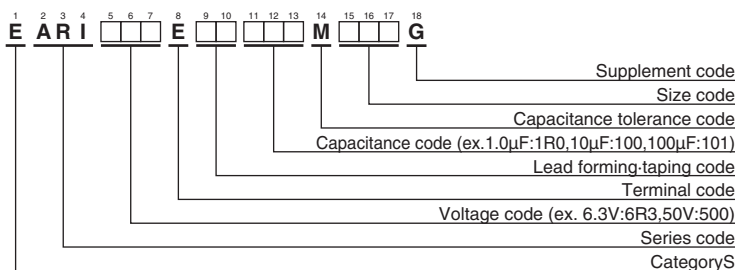 1 2 3 4 5 6 7 8 9 10 11 12 13 14 15 16 17 18
E A R I E M G
Supplement code
Size code
Capacitance tolerance code
Capacitance code (ex.1.0μF:1R0,10μF:100,100μF:101)
Lead forming·taping code
Terminal code
Voltage code (ex. 6.3V:6R3,50V:500)
Series code
CategoryS